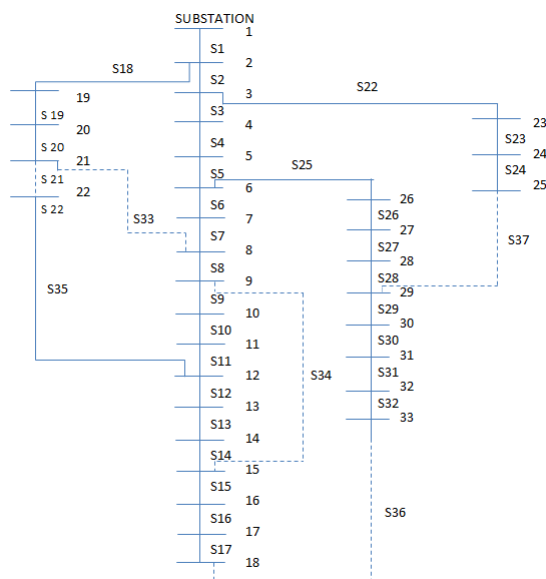 SUBSTATION
1
S1
S18
2
S2
S22
3
19
S3
4
S 19
20
23
S4
S23
S 20
5
24
21
S25
S24
S5
S 21
6
25
22
26
S 22
S6
S33
S26
7
27
S7
S37
S27
8
28
S8
S28
9
29
S35
S9
S29
10
30
S10
S30
11
31
S11
S34
S31
12
32
S12
S32
13
33
S13
14
S14
15
S15
16
S36
S16
17
S17
18